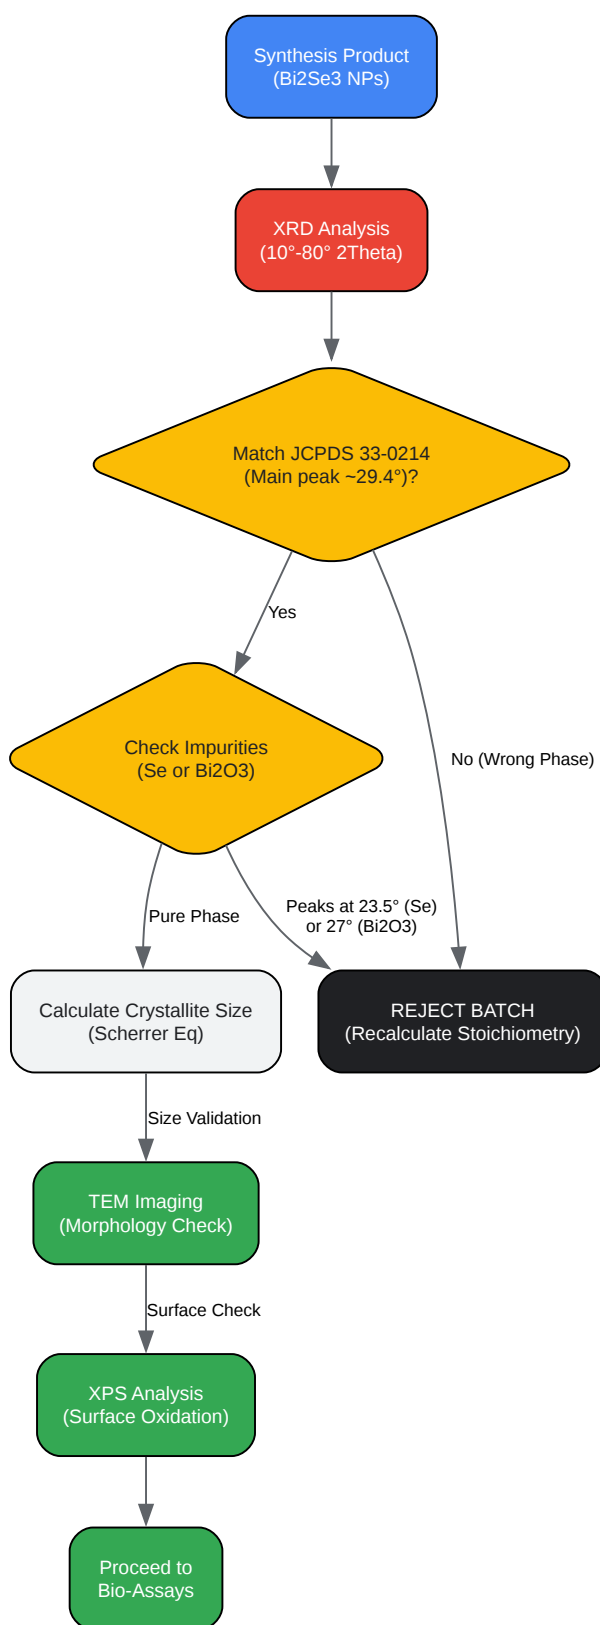 Synthesis Product
(Bi2Se3 NPs)
XRD Analysis
(10°-80° 2Theta)
Match JCPDS 33-0214
(Main peak ~29.4°)?
Yes
Check Impurities
(Se or Bi2O3)
No (Wrong Phase)
Pure Phase
Peaks at 23.5° (Se)
or 27° (Bi2O3)
Calculate Crystallite Size
(Scherrer Eq)
REJECT BATCH
(Recalculate Stoichiometry)
Size Validation
TEM Imaging
(Morphology Check)
Surface Check
XPS Analysis
(Surface Oxidation)
Proceed to
Bio-Assays